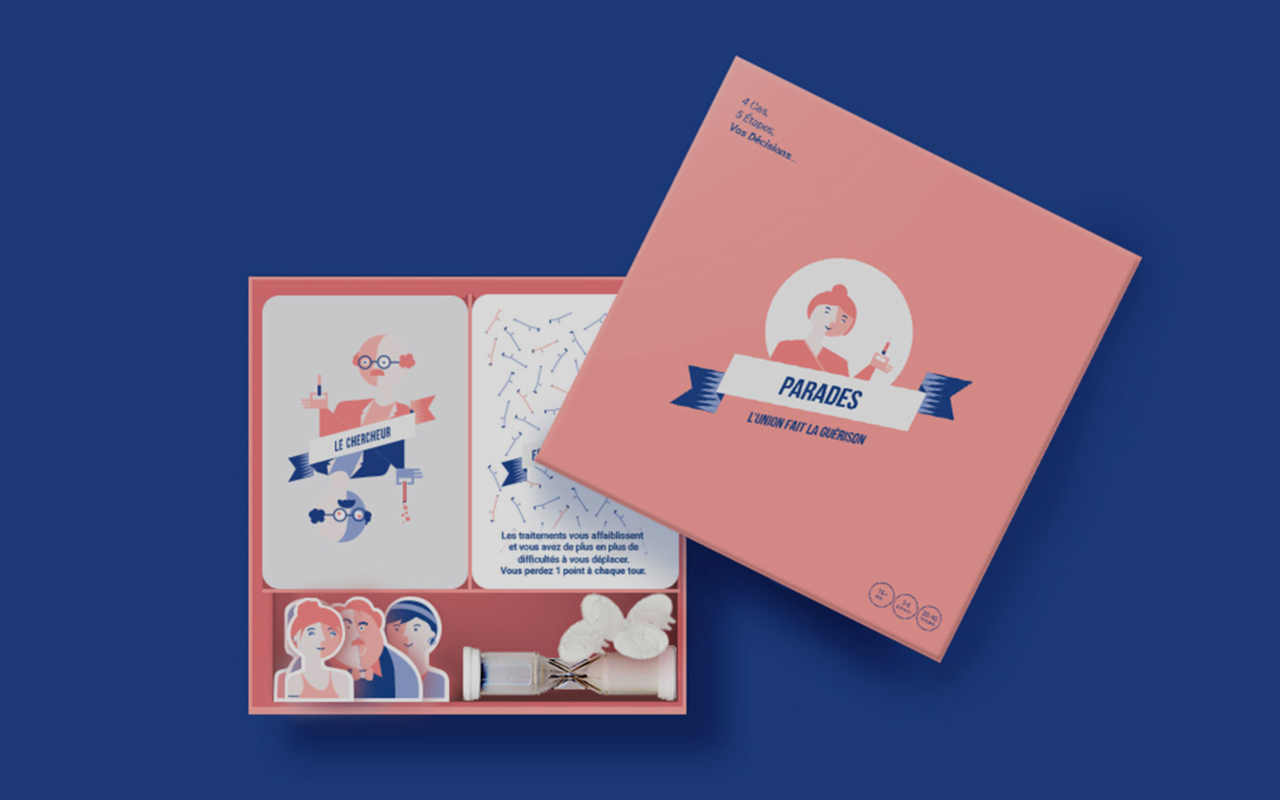 4 Cas,
5 Étapes,
Vos Décisions...
PARADES
L'UNION FAIT LA GUÉRISON
LE CHERCHEUR
Les traitements vous affaiblissent
et vous avez de plus en plus de
difficultés à vous déplacer.
Vous perdez 1 point à chaque tour.